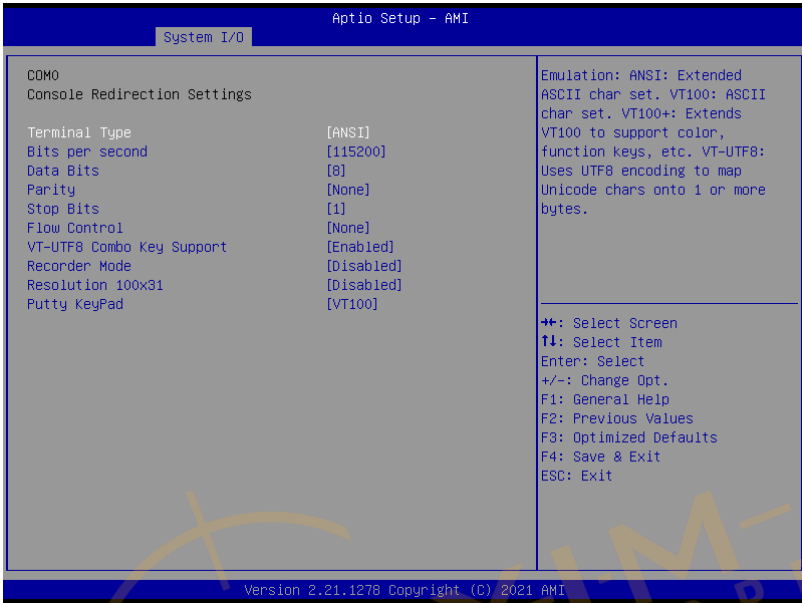 Aptio Setup - AMI
System I/O
COM0
Console Redirection Settings
Terminal Type [ANSI]
Bits per second [115200]
Data Bits [8]
Parity [None]
Stop Bits [1]
Flow Control [None]
VT-UTF8 Combo Key Support [Enabled]
Recorder Mode [Disabled]
Resolution 100x31 [Disabled]
Putty KeyPad [VT100]
Emulation: ANSI: Extended
ASCII char set. VT100: ASCII
char set. VT100+: Extends
VT100 to support color,
function keys, etc. VT-UTF8:
Uses UTF8 encoding to map
Unicode chars onto 1 or more
bytes.
→←: Select Screen
↑↓: Select Item
Enter: Select
+/-: Change Opt.
F1: General Help
F2: Previous Values
F3: Optimized Defaults
F4: Save & Exit
ESC: Exit
Version 2.21.1278 Copyright (C) 2021 AMI